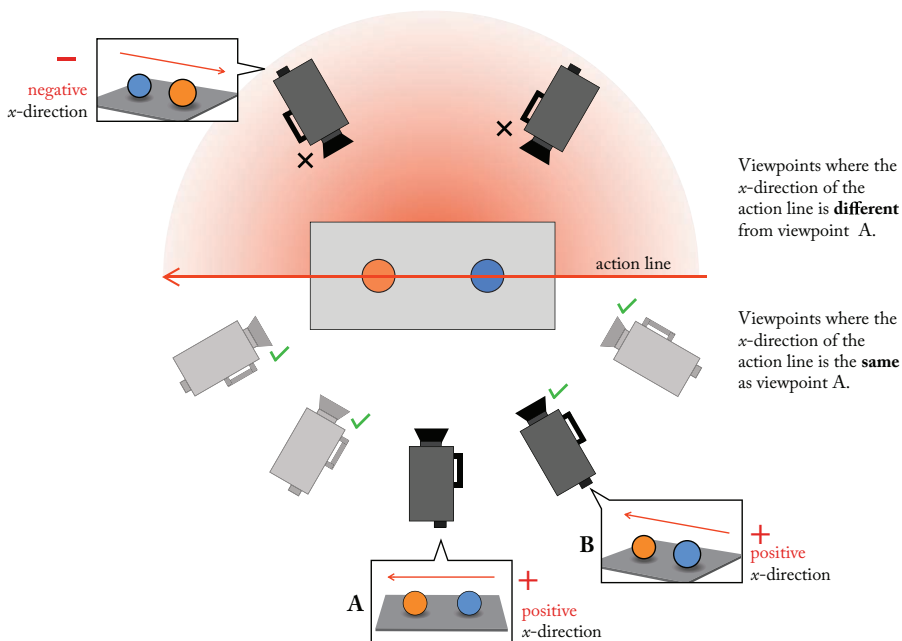 −
negative
x-direction
Viewpoints where the
x-direction of the
action line is different
from viewpoint A.
action line
Viewpoints where the
x-direction of the
action line is the same
as viewpoint A.
B
+
positive
x-direction
A
+
positive
x-direction